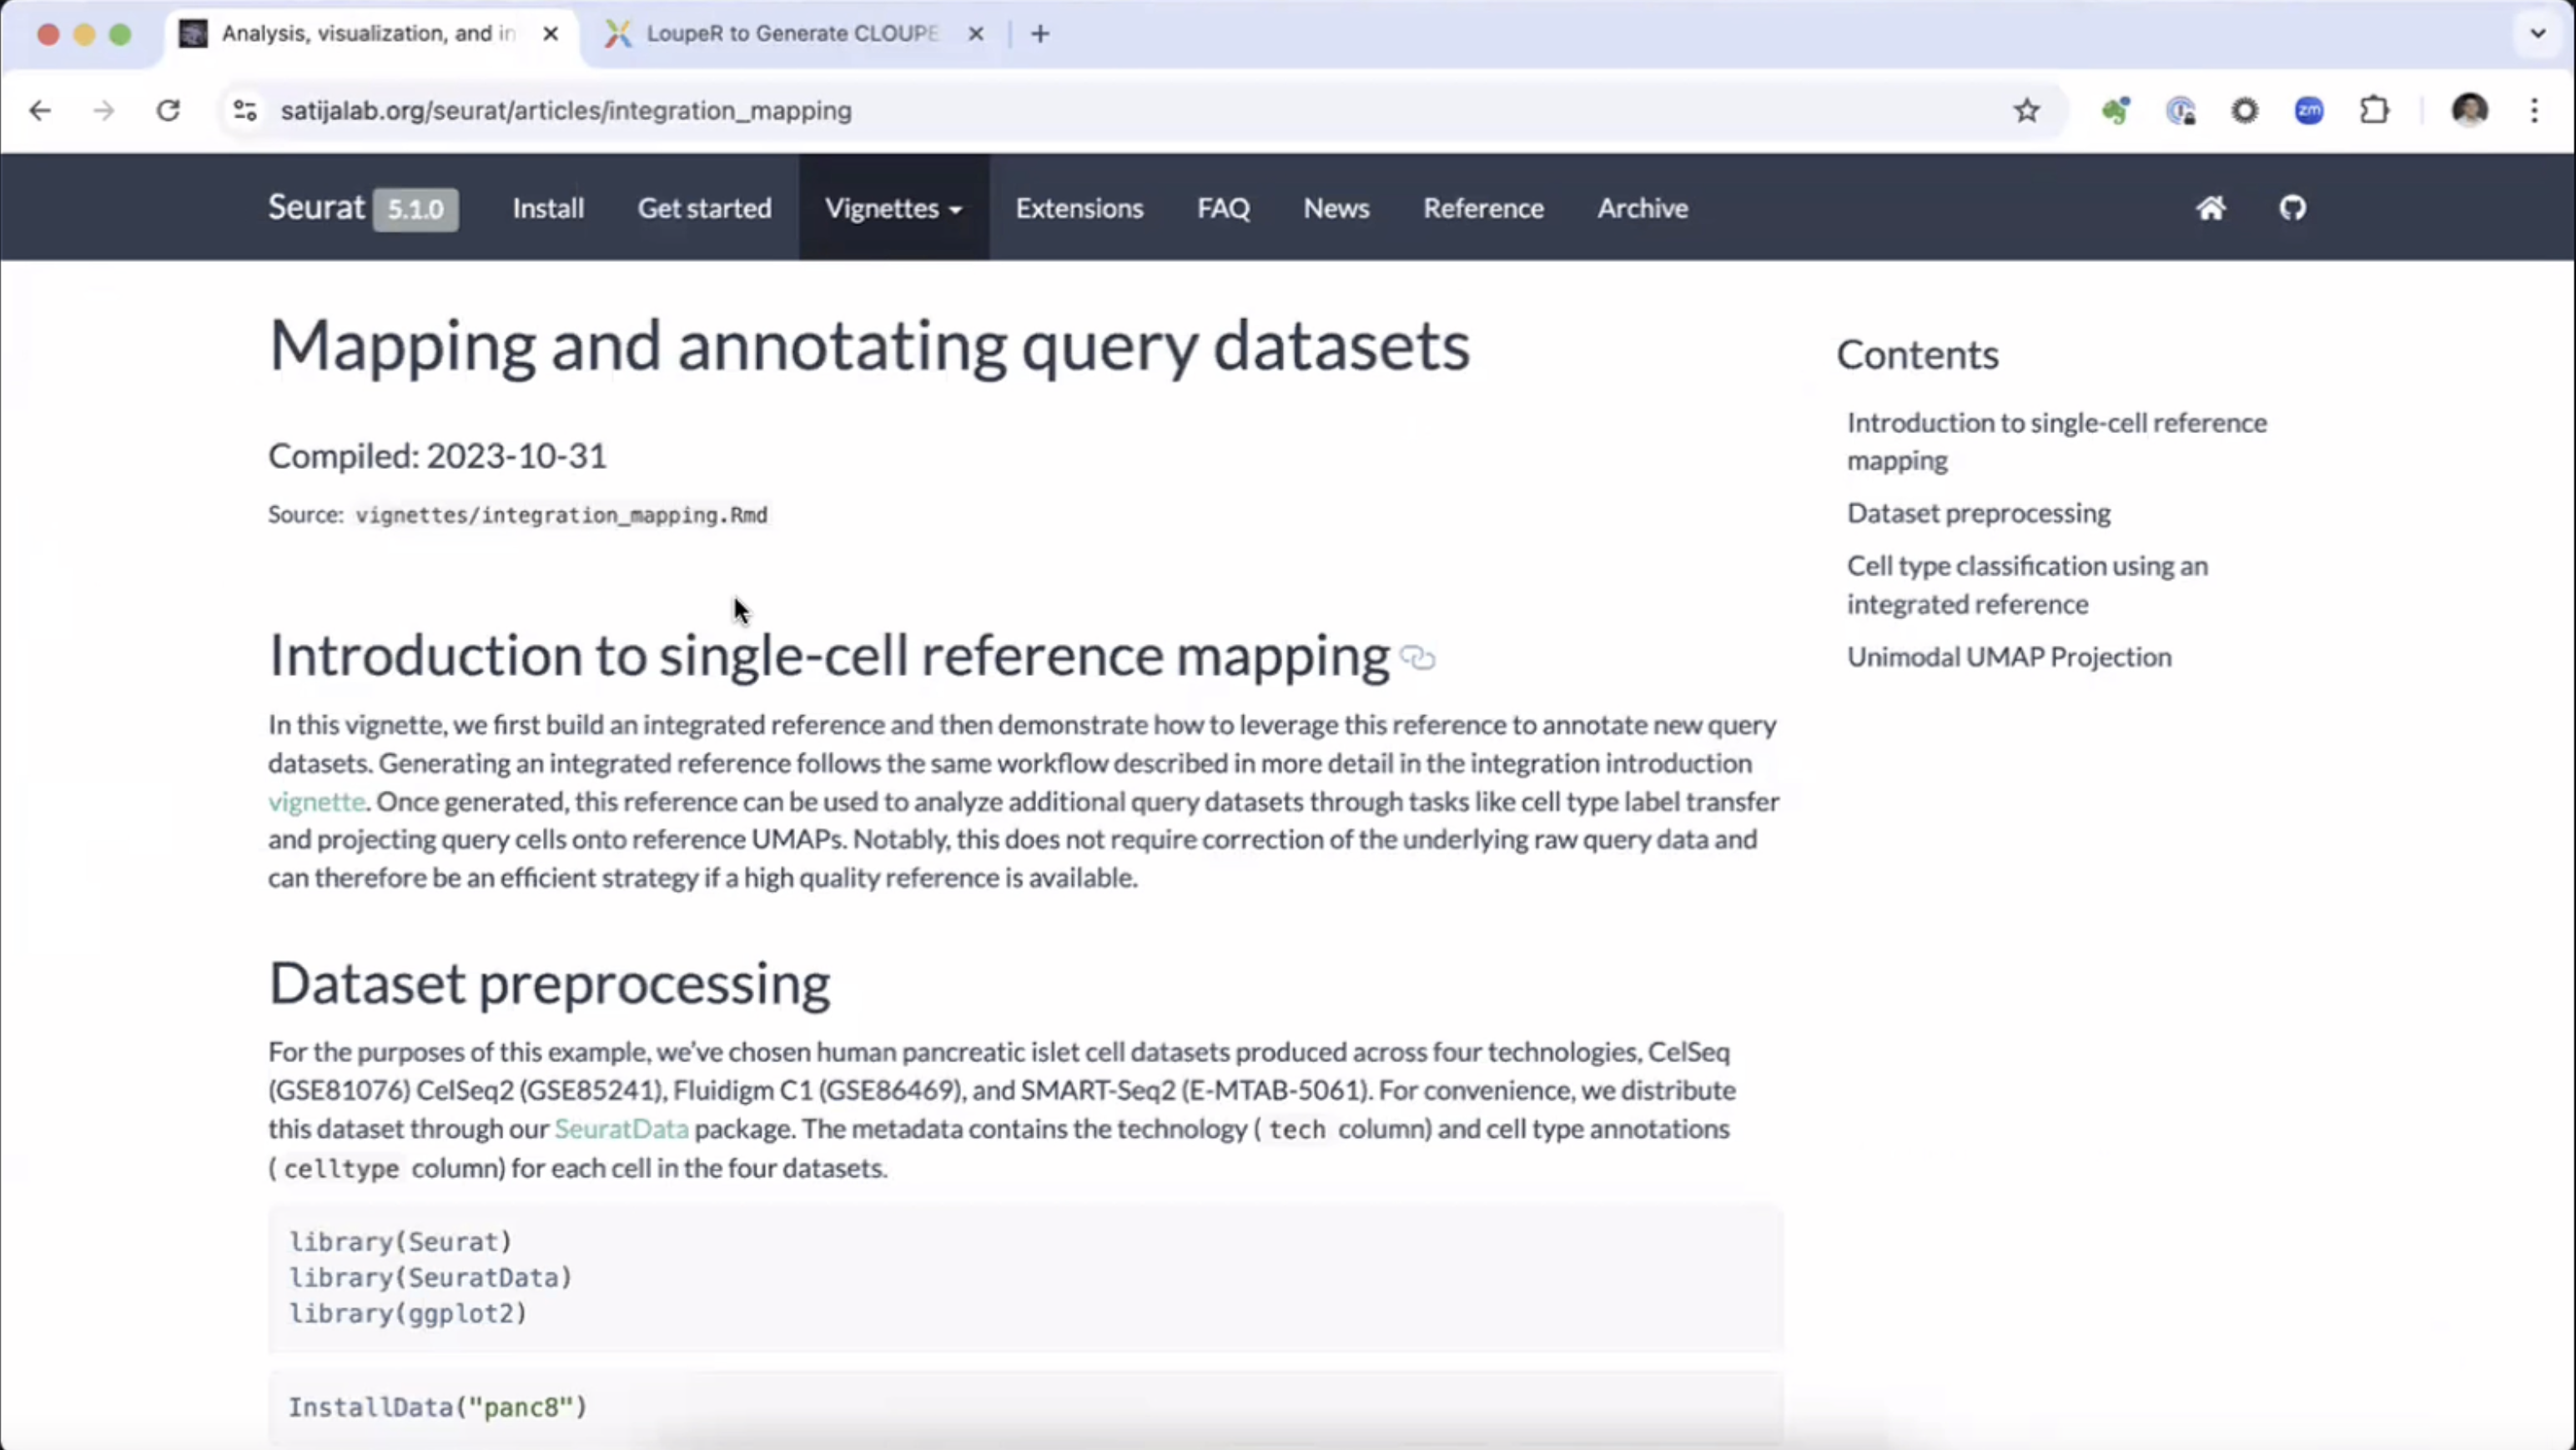 Analysis, visualization, and in
LoupeR to Generate CLOUPE
satijalab.org/seurat/articles/integration_mapping
zm
Seurat 5.1.0 Install Get started Vignettes Extensions FAQ News Reference Archive
Mapping and annotating query datasets
Compiled: 2023-10-31
Source: vignettes/integration_mapping.Rmd
Introduction to single-cell reference mapping
In this vignette, we first build an integrated reference and then demonstrate how to leverage this reference to annotate new query
datasets. Generating an integrated reference follows the same workflow described in more detail in the integration introduction
vignette. Once generated, this reference can be used to analyze additional query datasets through tasks like cell type label transfer
and projecting query cells onto reference UMAPs. Notably, this does not require correction of the underlying raw query data and
can therefore be an efficient strategy if a high quality reference is available.
Dataset preprocessing
For the purposes of this example, we’ve chosen human pancreatic islet cell datasets produced across four technologies, CelSeq
(GSE81076) CelSeq2 (GSE85241), Fluidigm C1 (GSE86469), and SMART-Seq2 (E-MTAB-5061). For convenience, we distribute
this dataset through our SeuratData package. The metadata contains the technology ( tech column) and cell type annotations
( celltype column) for each cell in the four datasets.
library(Seurat)
library(SeuratData)
library(ggplot2)
InstallData("panc8")
Contents
Introduction to single-cell reference
mapping
Dataset preprocessing
Cell type classification using an
integrated reference
Unimodal UMAP Projection